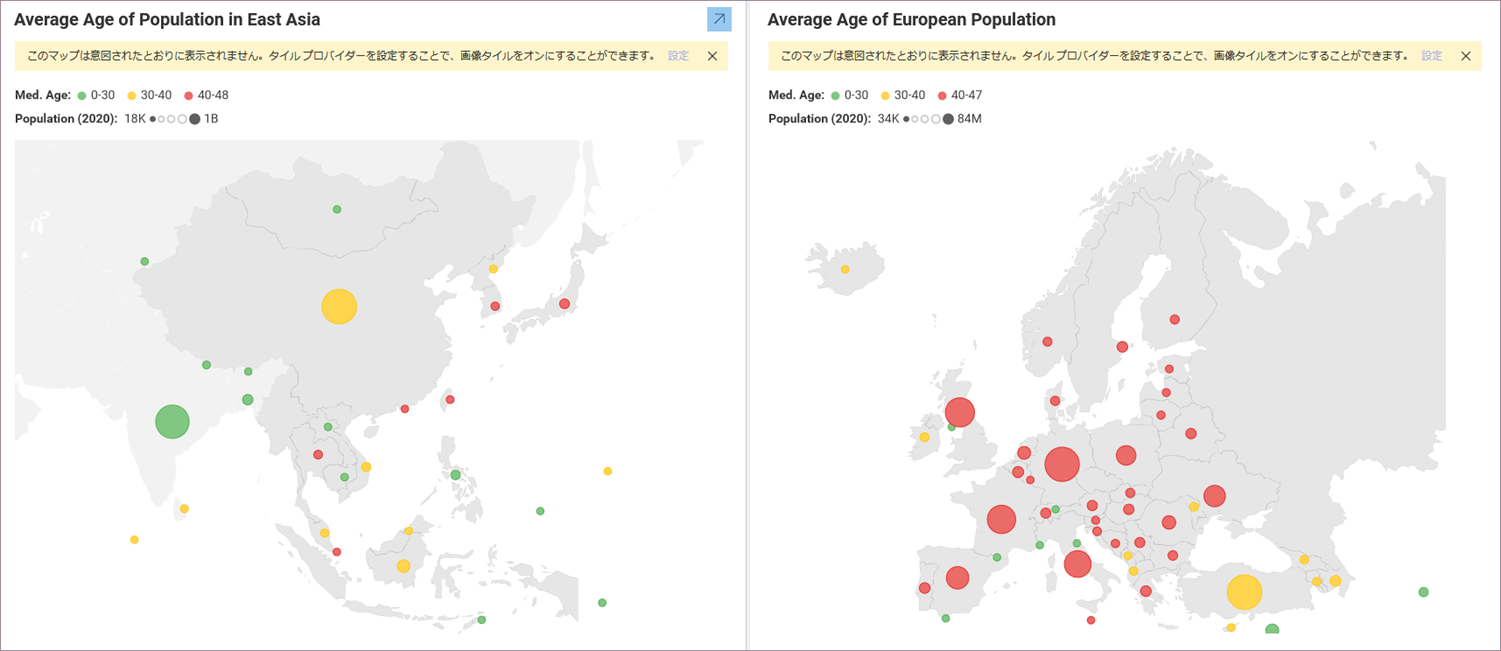 Average Age of Population in East Asia
このマップは意図されたとおりに表示されません。タイル プロバイダーを設定することで、画像タイルをオンにすることができます。 設定
Med. Age: 0-30 30-40 40-48
Population (2020): 18K 1B
Average Age of European Population
このマップは意図されたとおりに表示されません。タイル プロバイダーを設定することで、画像タイルをオンにすることができます。 設定
Med. Age: 0-30 30-40 40-47
Population (2020): 34K 84M